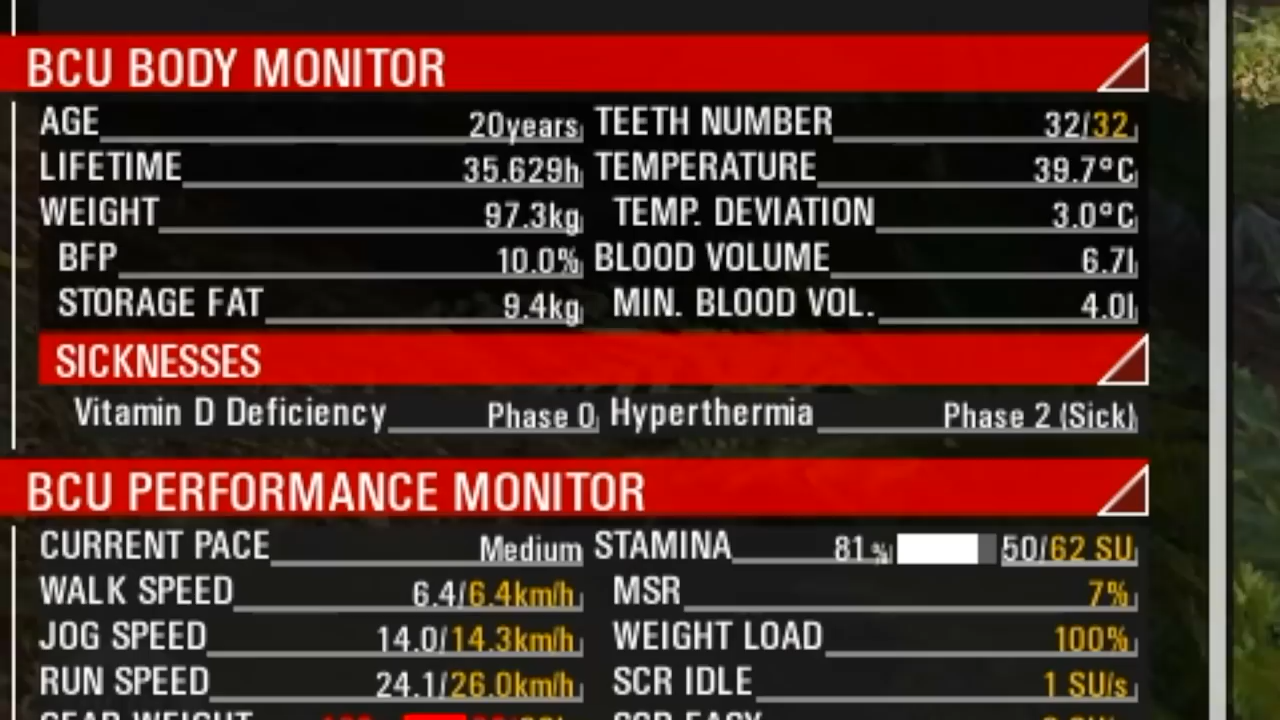 BCU BODY MONITOR
AGE 20years TEETH NUMBER 32/32
LIFETIME 35.629h TEMPERATURE 39.7°C
WEIGHT 97.3kg TEMP. DEVIATION 3.0°C
BFP 10.0% BLOOD VOLUME 6.7l
STORAGE FAT 9.4kg MIN. BLOOD VOL. 4.0l
SICKNESSES
Vitamin D Deficiency Phase 0 Hyperthermia Phase 2 (Sick)
BCU PERFORMANCE MONITOR
CURRENT PACE Medium STAMINA 81% 50/62 SU
WALK SPEED 6.4/6.4km/h MSR 7%
JOG SPEED 14.0/14.3km/h WEIGHT LOAD 100%
RUN SPEED 24.1/26.0km/h SCR IDLE 1 SU/s
GEAR WEIGHT SCR EASY